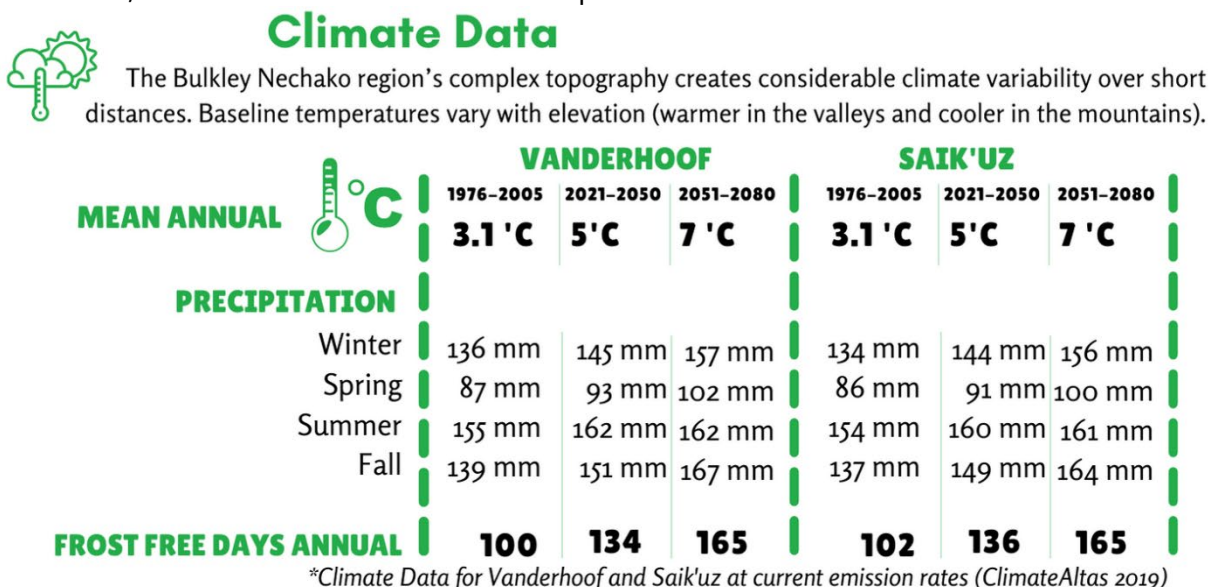 Climate Data
The Bulkley Nechako region's complex topography creates considerable climate variability over short
distances. Baseline temperatures vary with elevation (warmer in the valleys and cooler in the mountains).
VANDERHOOF SAIK'UZ
1976–2005 2021–2050 2051–2080 1976–2005 2021–2050 2051–2080
MEAN ANNUAL °C 3.1 'C 5'C 7 'C 3.1 'C 5'C 7 'C
PRECIPITATION
Winter 136 mm 145 mm 157 mm 134 mm 144 mm 156 mm
Spring 87 mm 93 mm 102 mm 86 mm 91 mm 100 mm
Summer 155 mm 162 mm 162 mm 154 mm 160 mm 161 mm
Fall 139 mm 151 mm 167 mm 137 mm 149 mm 164 mm
FROST FREE DAYS ANNUAL 100 134 165 102 136 165
*Climate Data for Vanderhoof and Saik'uz at current emission rates (ClimateAltas 2019)